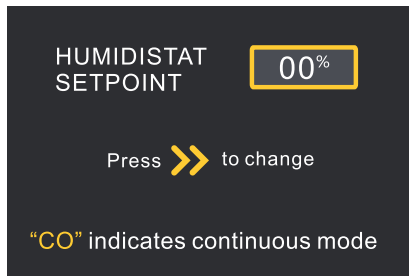 HUMIDISTAT
SETPOINT
00%
Press >> to change
“CO” indicates continuous mode